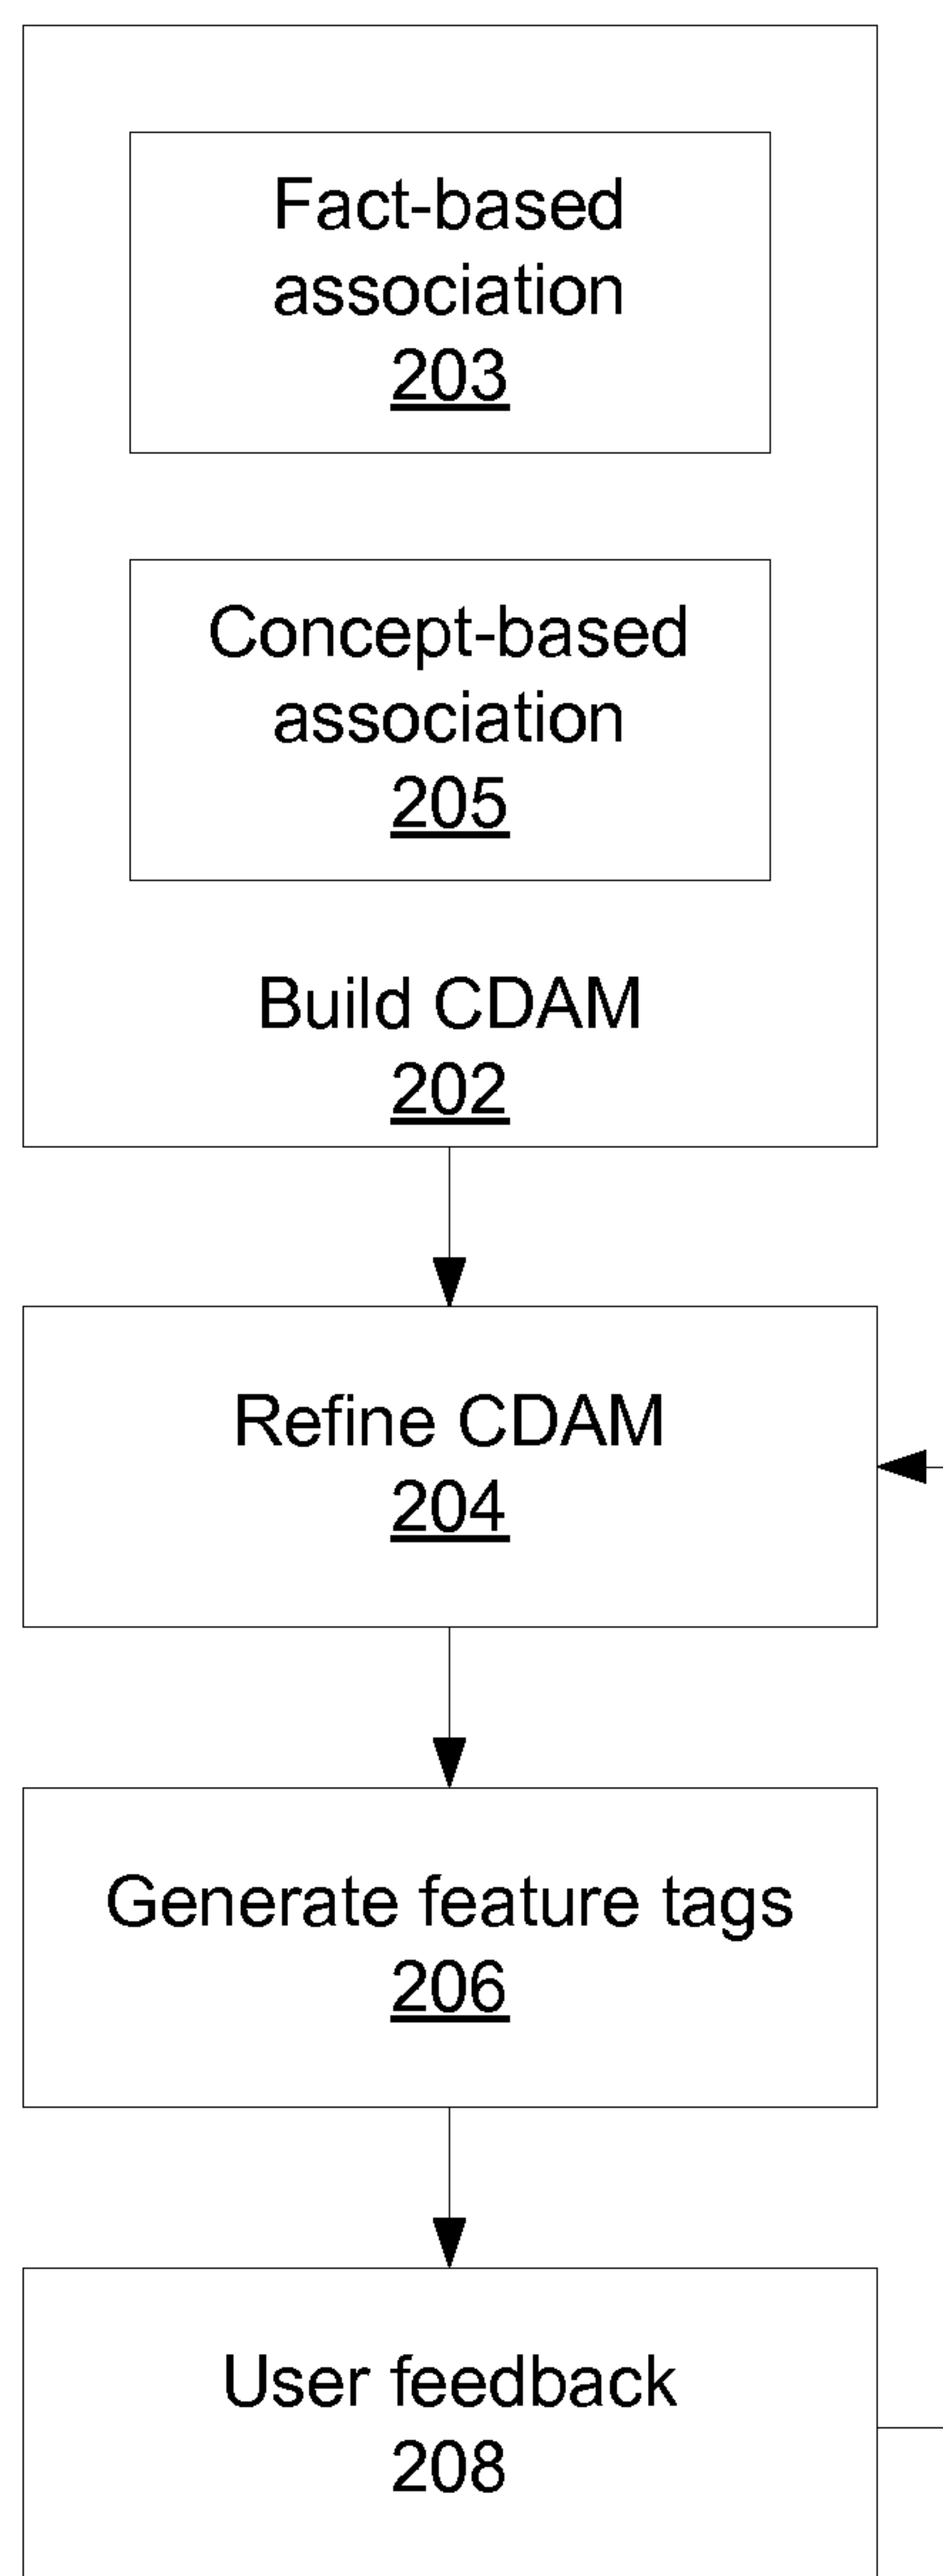 Fact-based
association
203
Concept-based
association
205
Build CDAM
202
Refine CDAM
204
Generate feature tags
206
User feedback
208